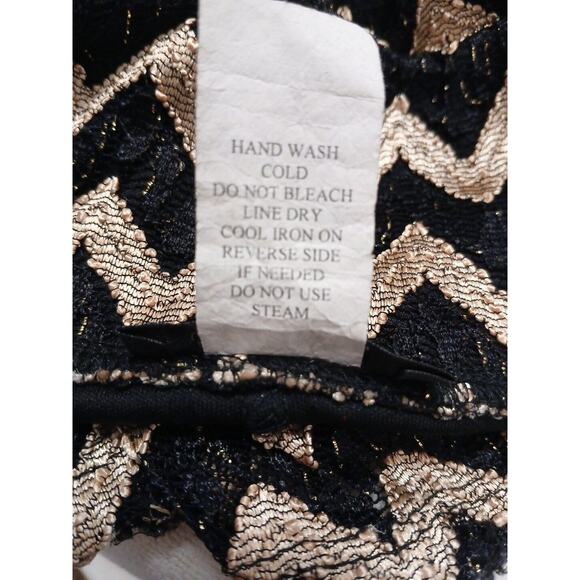 HAND WASH
COLD
DO NOT BLEACH
LINE DRY
COOL IRON ON
REVERSE SIDE
IF NEEDED
DO NOT USE
STEAM